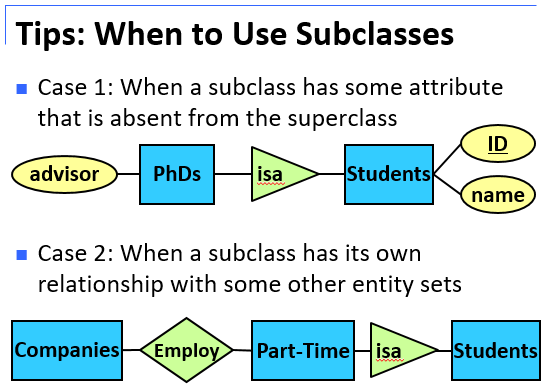 Tips: When to Use Subclasses
Case 1: When a subclass has some attribute
that is absent from the superclass
advisor
PhDs
isa
Students
ID
name
Case 2: When a subclass has its own
relationship with some other entity sets
Companies
Employ
Part-Time
isa
Students